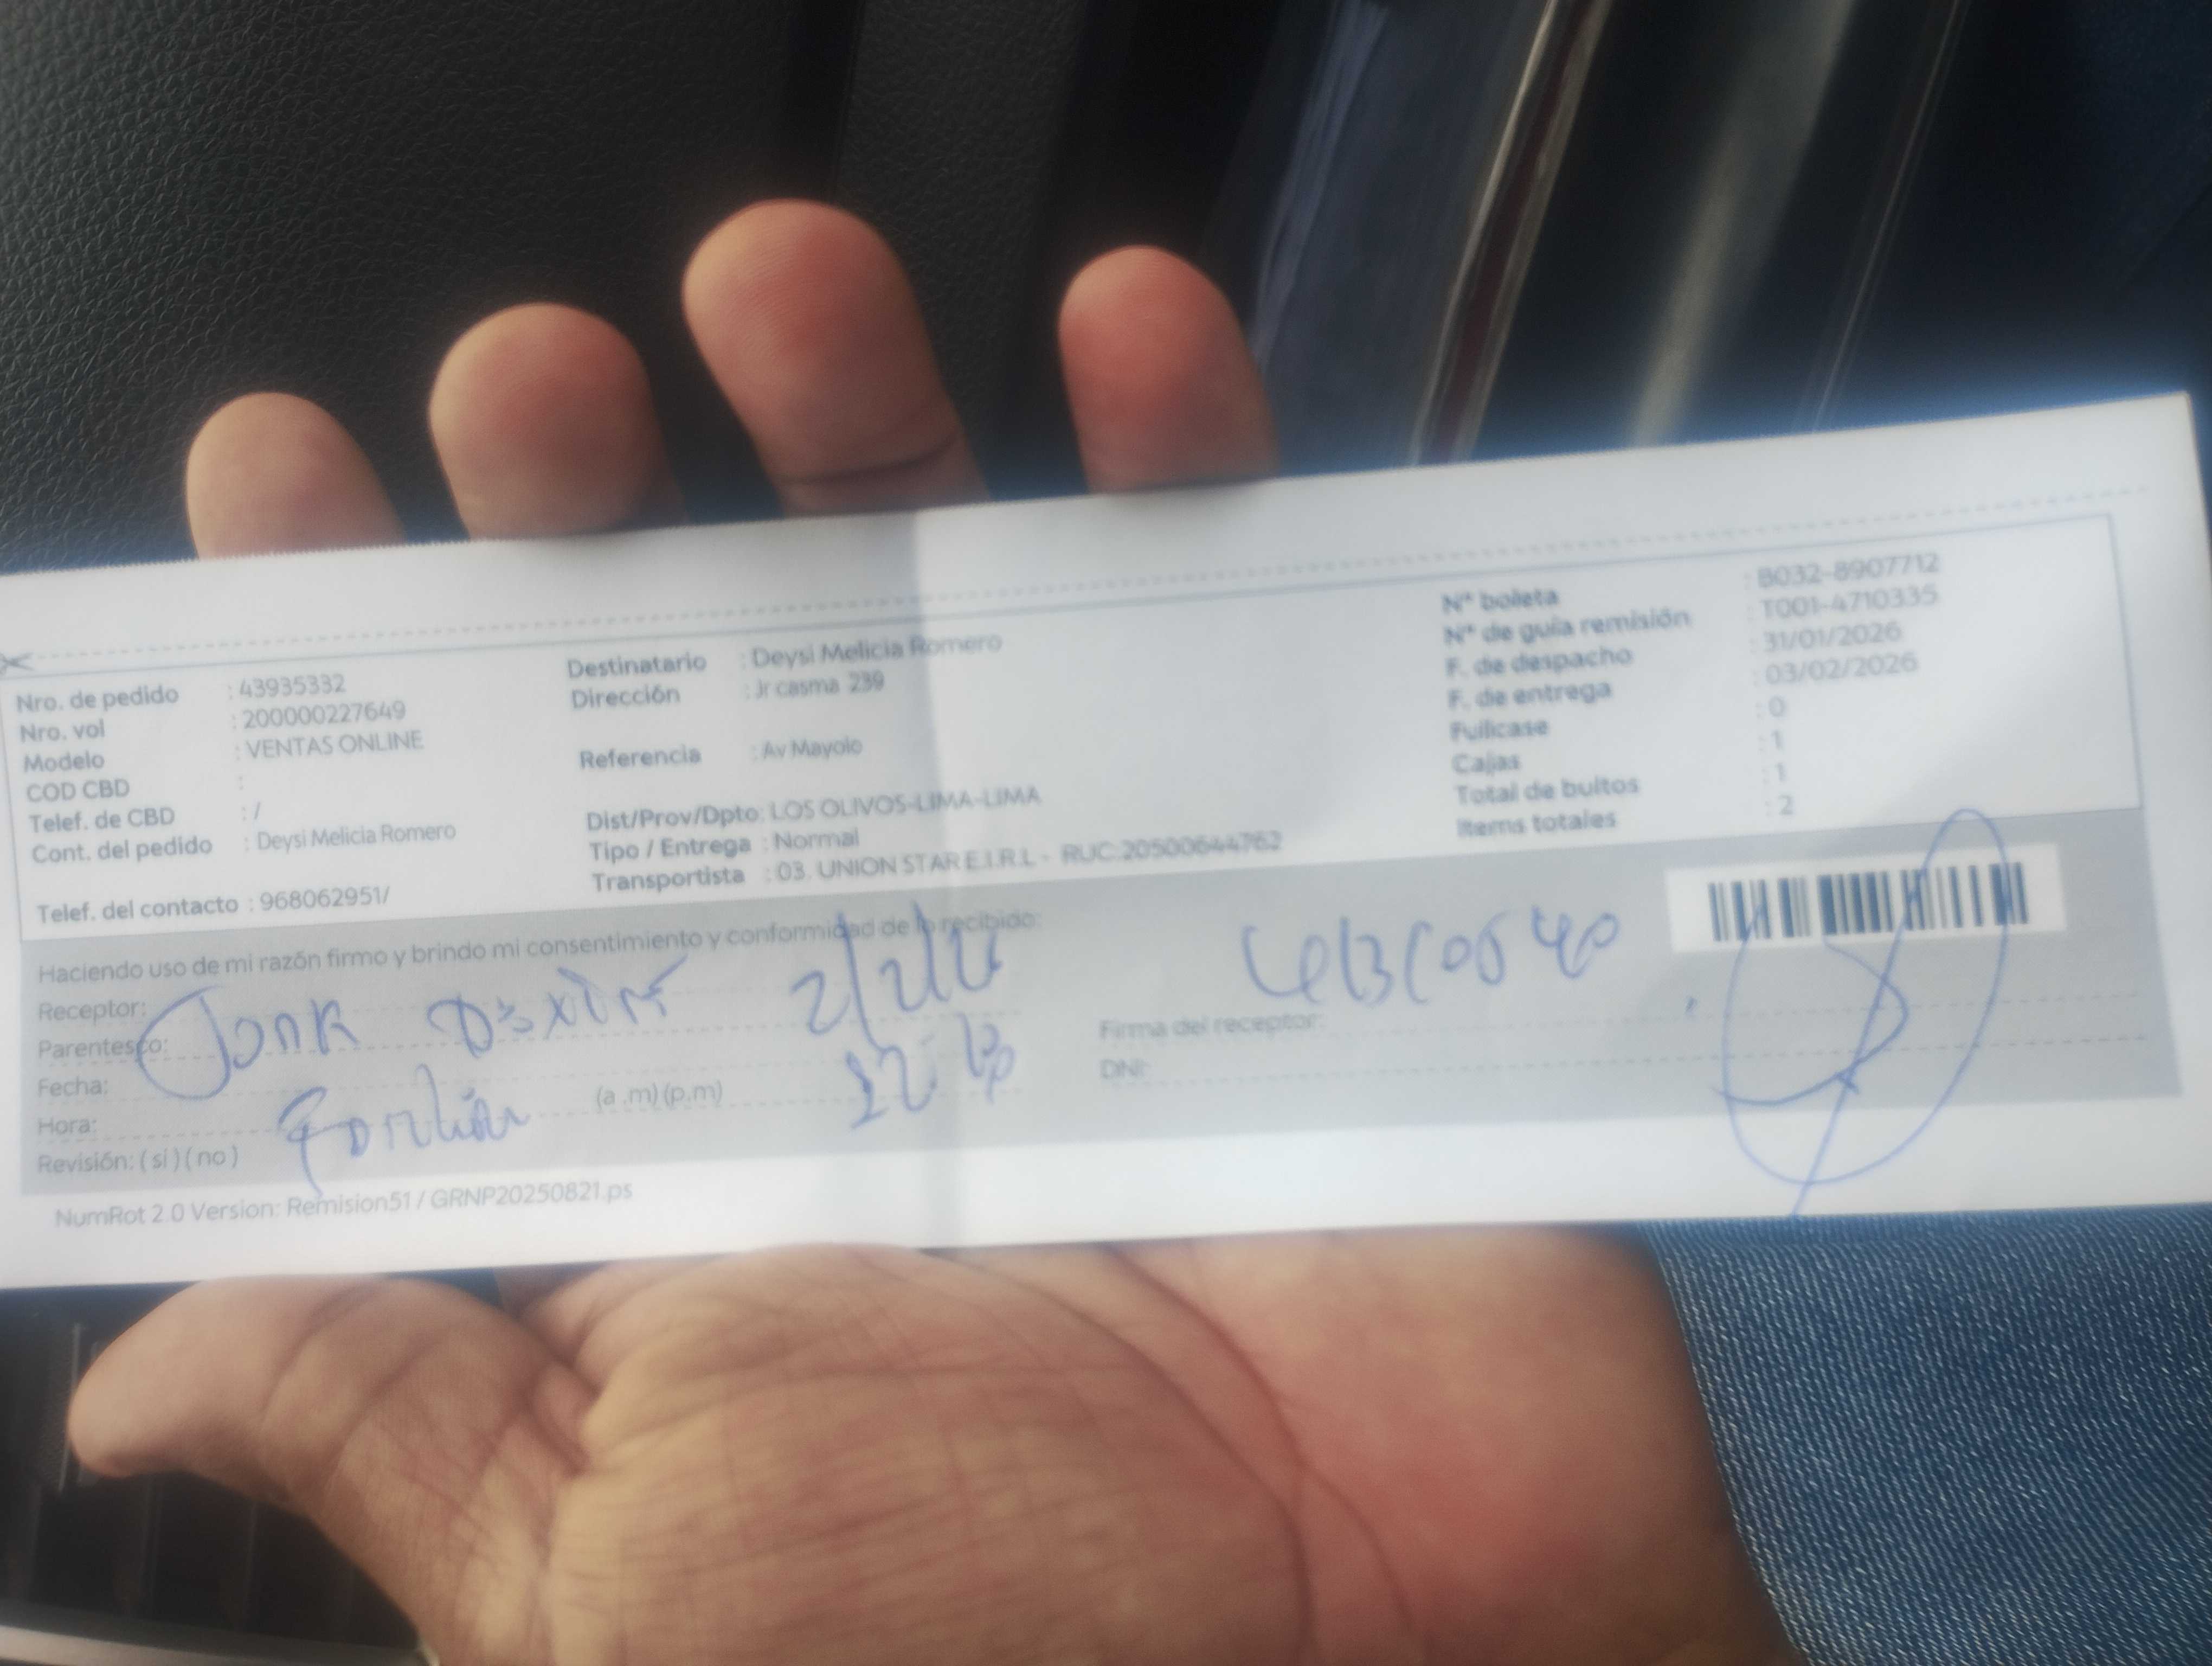 Nro. de pedido : 43935332
Nro. vol : 200000227649
Modelo : VENTAS ONLINE
COD CBD :
Telef. de CBD : /
Cont. del pedido : Deysi Melicia Romero
Telef. del contacto : 968062951/
Destinatario : Deysi Melicia Romero
Dirección : Jr casma 239
Referencia : Av Mayolo
Dist/Prov/Dpto: LOS OLIVOS-LIMA-LIMA
Tipo / Entrega : Normal
Transportista : 03. UNION STAR E.I.R.L - RUC:20500644762
N° boleta : B032-8907712
N° de guía remisión : T001-4710335
F. de despacho : 31/01/2026
F. de entrega : 03/02/2026
Fullcase : 0
Cajas : 1
Total de bultos : 1
Items totales : 2
Haciendo uso de mi razón firmo y brindo mi consentimiento y conformidad de lo recibido:
Receptor:
Parentesco:
Fecha:
Hora: (a .m) (p.m)
Revisión: ( si ) ( no )
2/2/26
Firma del receptor:
DNI:
NumRot 2.0 Version: Remision51 / GRNP20250821.ps